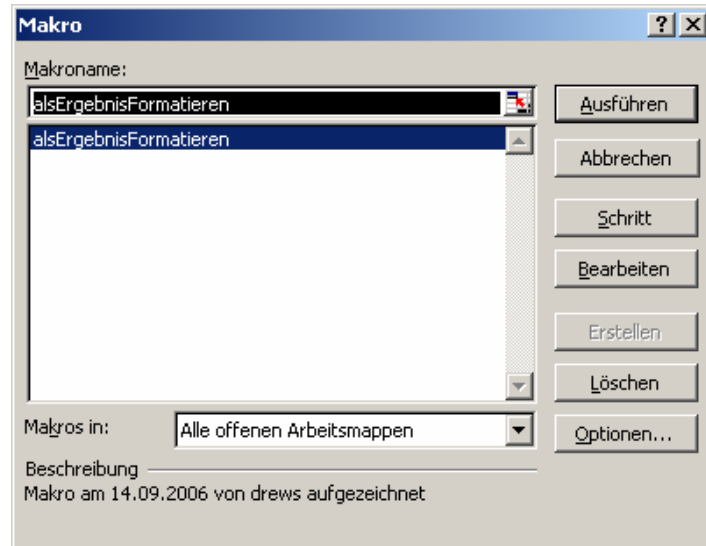 Makro
Makroname:
alsErgebnisFormatieren
alsErgebnisFormatieren
Ausführen
Abbrechen
Schritt
Bearbeiten
Erstellen
Löschen
Optionen...
Makros in: Alle offenen Arbeitsmappen
Beschreibung
Makro am 14.09.2006 von drews aufgezeichnet